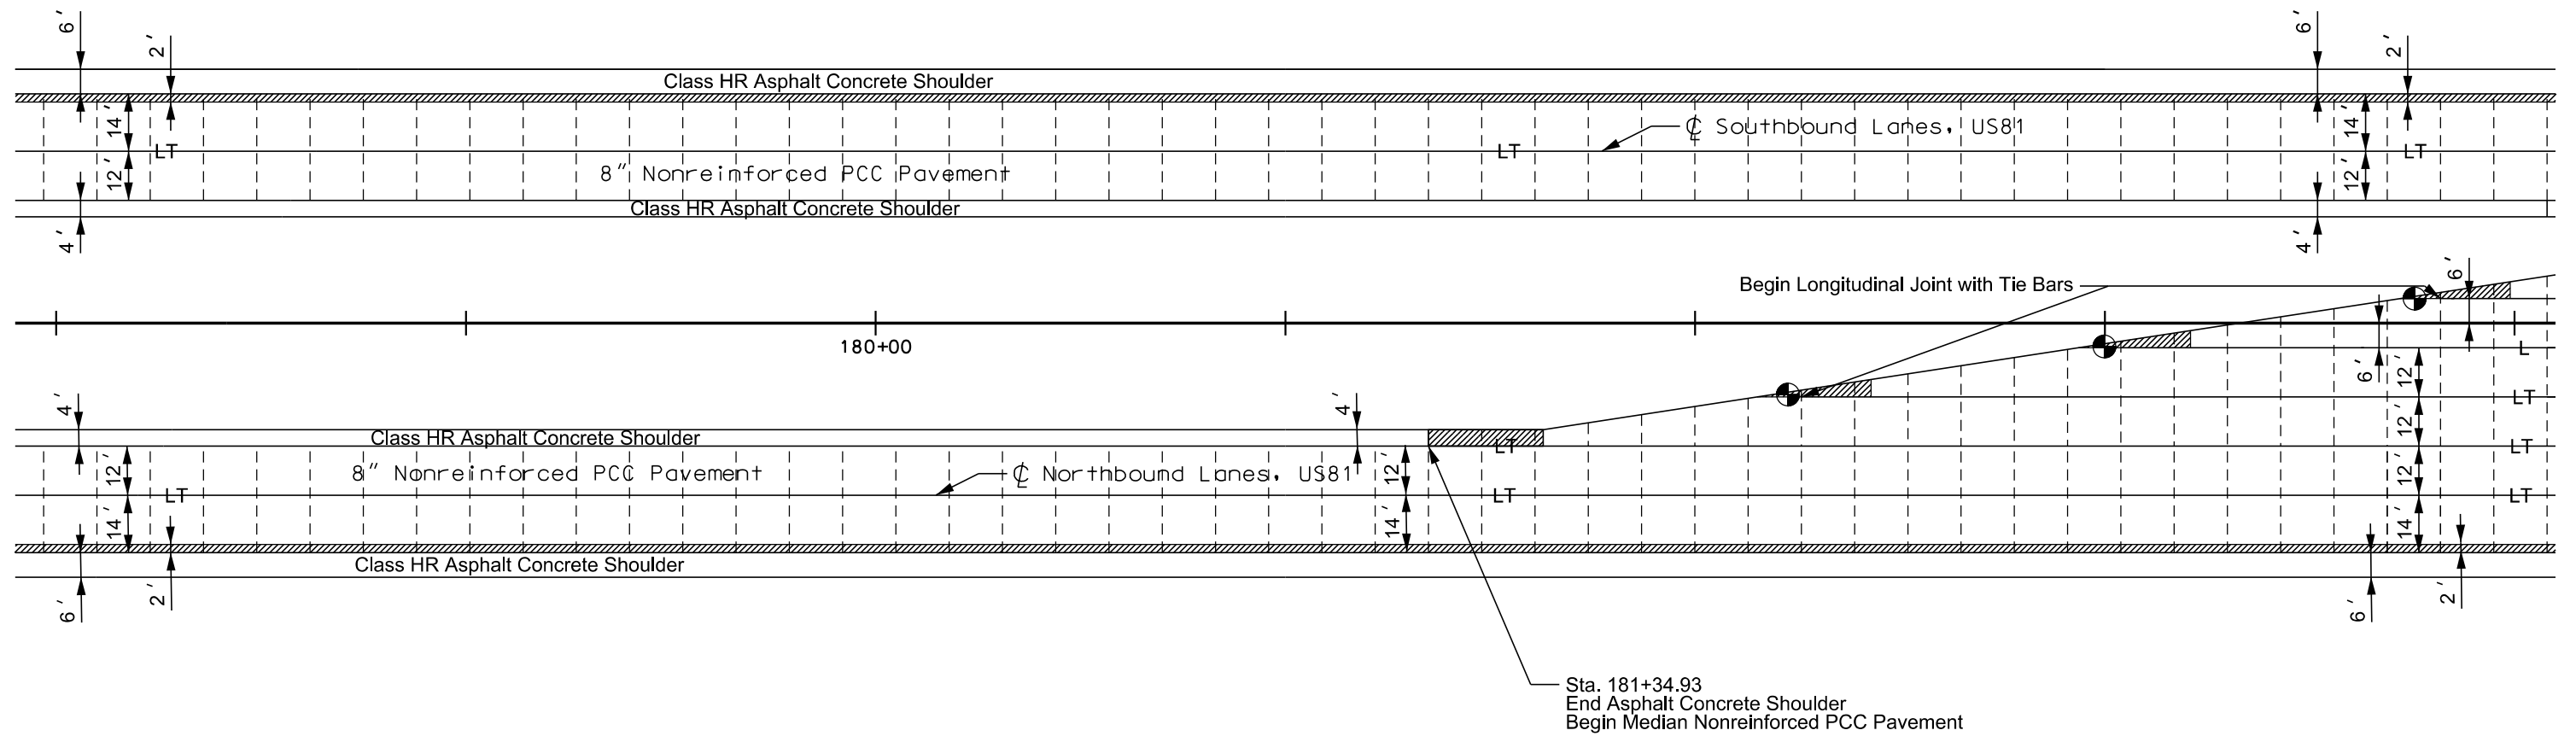 6'
2'
6'
2'
Class HR Asphalt Concrete Shoulder
14'
℄ Southbound Lanes, US81
14'
LT
LT
LT
12'
8" Nonreinforced PCC Pavement
12'
Class HR Asphalt Concrete Shoulder
4'
4'
Begin Longitudinal Joint with Tie Bars
6'
180+00
L
6'
12'
LT
4'
4'
12'
Class HR Asphalt Concrete Shoulder
LT
LT
12'
8" Nonreinforced PCC Pavement
℄ Northbound Lanes, US81
12'
12'
LT
LT
LT
14'
14'
14'
Class HR Asphalt Concrete Shoulder
6'
2'
6'
2'
Sta. 181+34.93
End Asphalt Concrete Shoulder
Begin Median Nonreinforced PCC Pavement